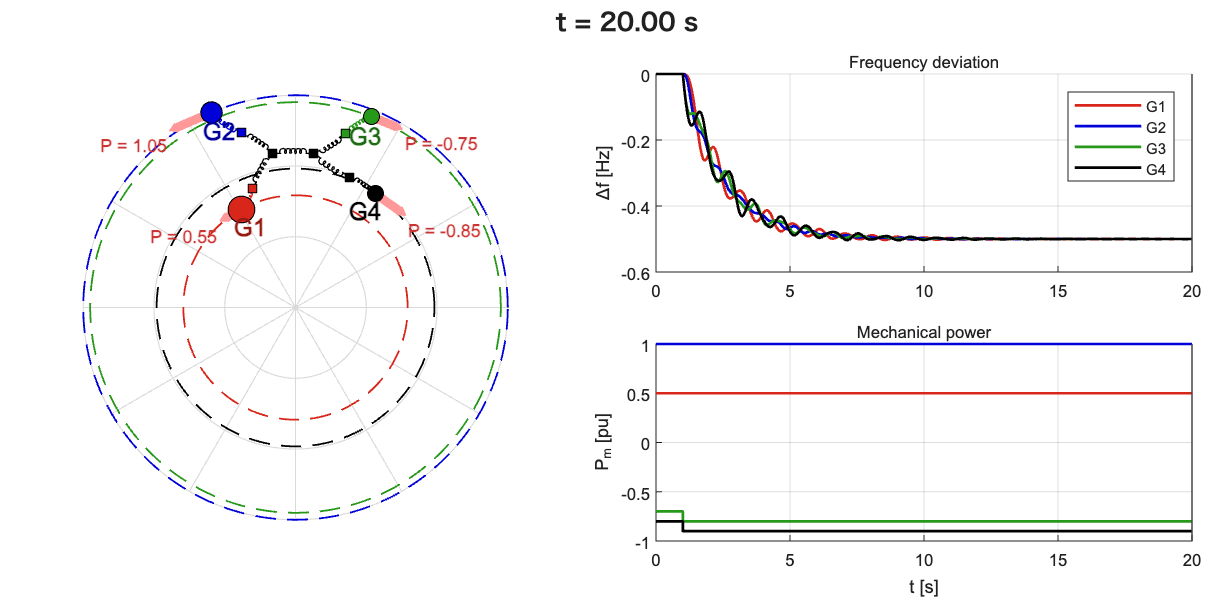 t = 20.00 s
G2
G3
P = 1.05
P = -0.75
G4
G1
P = 0.55
P = -0.85
Frequency deviation
0
-0.2
-0.4
-0.6
Δf [Hz]
0 5 10 15 20
G1
G2
G3
G4
Mechanical power
1
0.5
0
-0.5
-1
Pm [pu]
0 5 10 15 20
t [s]